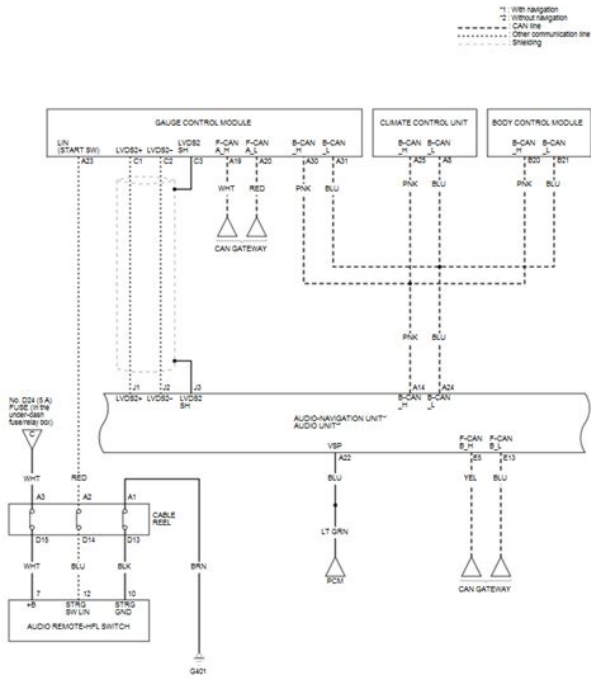 *1: With navigation
*2: Without navigation
CAN line
Other communication line
Shielding
GAUGE CONTROL MODULE
CLIMATE CONTROL UNIT
BODY CONTROL MODULE
LIN
(START SW)
LVDS2+
LVDS2-
LVDS2
SH
F-CAN
A_H
F-CAN
A_L
B-CAN
_H
B-CAN
_L
B-CAN
_H
B-CAN
_L
B-CAN
_H
B-CAN
_L
A23
C1
C2
C3
A19
A20
A30
A31
A25
A8
B20
B21
WHT
RED
PNK
BLU
PNK
BLU
PNK
BLU
CAN GATEWAY
PNK
BLU
J1
J2
J3
A14
A24
LVDS2+
LVDS2-
LVDS2
SH
B-CAN
_H
B-CAN
_L
AUDIO-NAVIGATION UNIT*1
AUDIO UNIT*2
VSP
F-CAN
B_H
F-CAN
B_L
A22
E5
E13
No. D24 (5 A)
FUSE (In the
under-dash
fuse/relay box)
C
WHT
RED
BLU
YEL
BLU
A3
A2
A1
CABLE
REEL
LT GRN
D15
D14
D13
WHT
BLU
BLK
BRN
PCM
CAN GATEWAY
7
12
10
+B
STRG
SW LIN
STRG
GND
AUDIO REMOTE-HFL SWITCH
G401